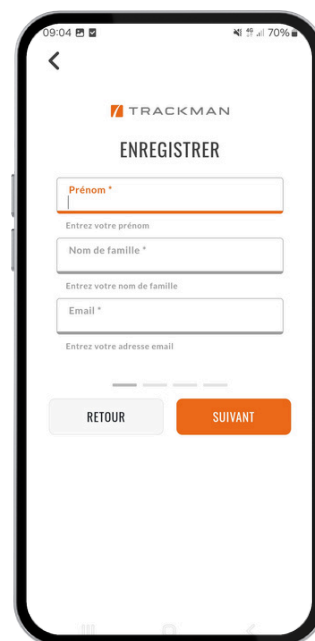 09:04
4G 70%
TRACKMAN
ENREGISTRER
Prénom *
Entrez votre prénom
Nom de famille *
Entrez votre nom de famille
Email *
Entrez votre adresse email
RETOUR SUIVANT